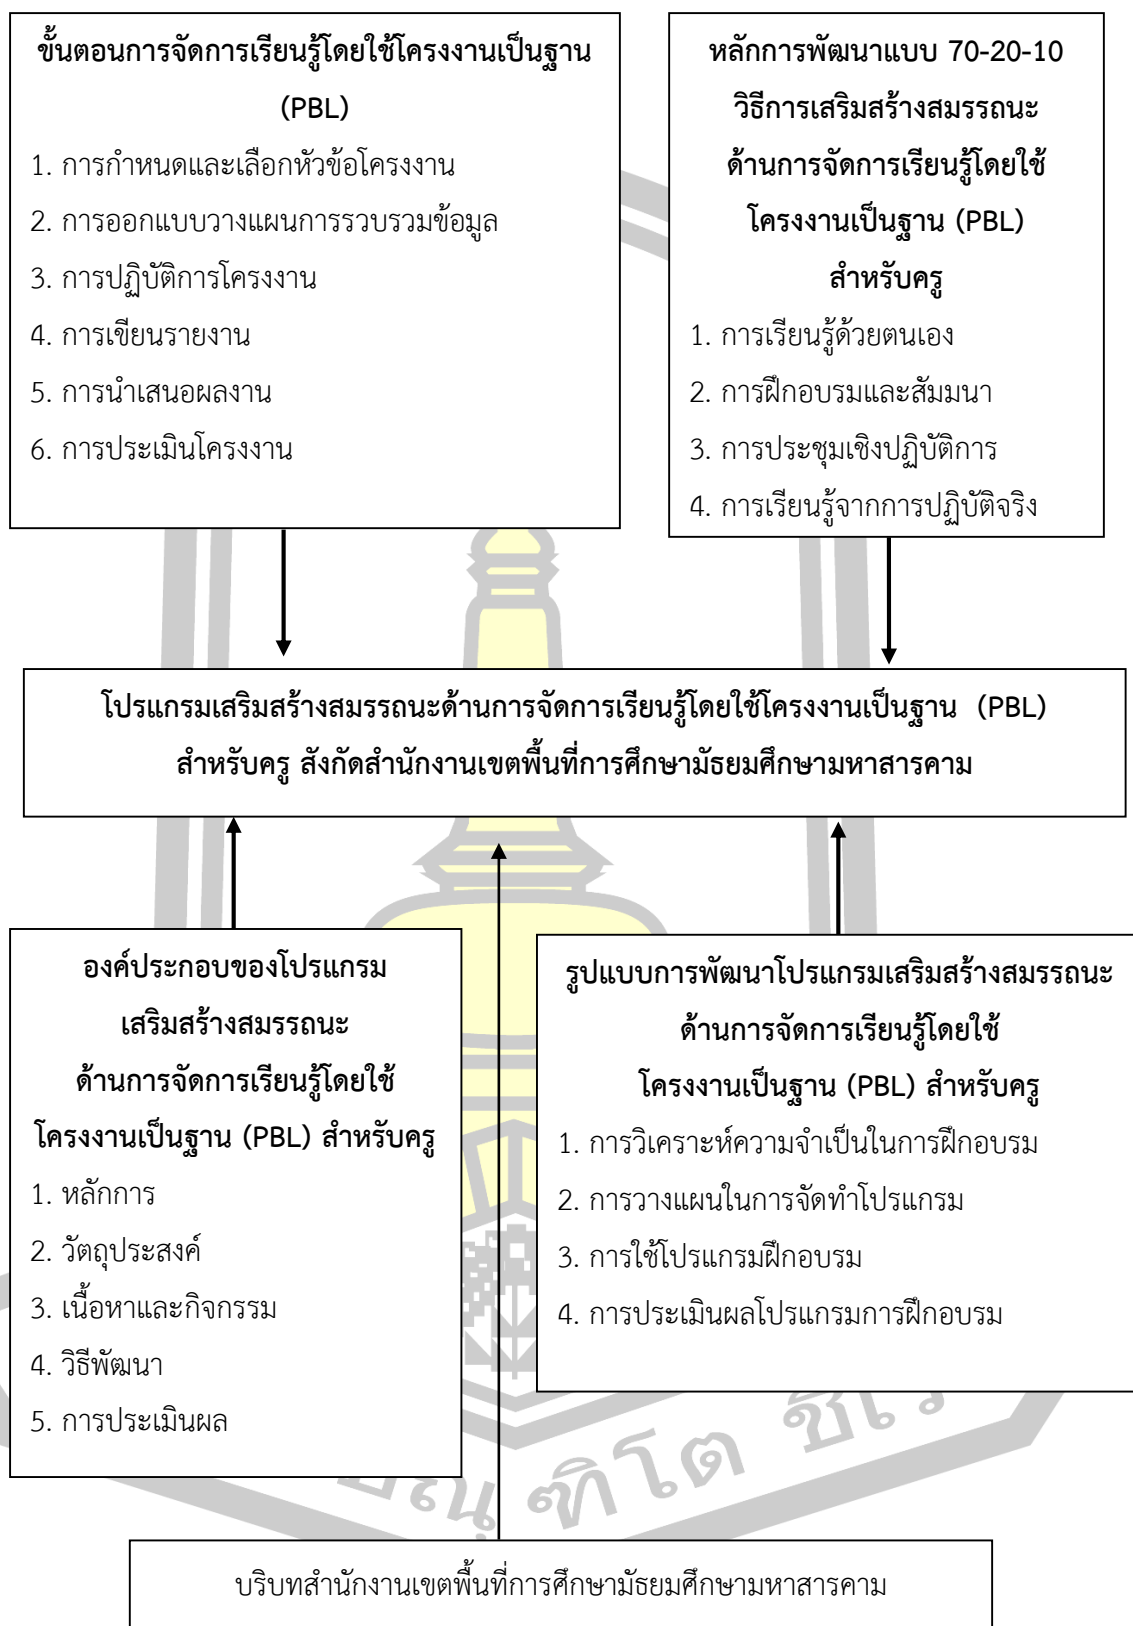 ขั้นตอนการจัดการเรียนรู้โดยใช้โครงงานเป็นฐาน
(PBL)
1. การกำหนดและเลือกหัวข้อโครงงาน
2. การออกแบบวางแผนการรวบรวมข้อมูล
3. การปฏิบัติการโครงงาน
4. การเขียนรายงาน
5. การนำเสนอผลงาน
6. การประเมินโครงงาน
หลักการพัฒนาแบบ 70-20-10
วิธีการเสริมสร้างสมรรถนะ
ด้านการจัดการเรียนรู้โดยใช้
โครงงานเป็นฐาน (PBL)
สำหรับครู
1. การเรียนรู้ด้วยตนเอง
2. การฝึกอบรมและสัมมนา
3. การประชุมเชิงปฏิบัติการ
4. การเรียนรู้จากการปฏิบัติจริง
โปรแกรมเสริมสร้างสมรรถนะด้านการจัดการเรียนรู้โดยใช้โครงงานเป็นฐาน (PBL)
สำหรับครู สังกัดสำนักงานเขตพื้นที่การศึกษามัธยมศึกษามหาสารคาม
องค์ประกอบของโปรแกรม
เสริมสร้างสมรรถนะ
ด้านการจัดการเรียนรู้โดยใช้
โครงงานเป็นฐาน (PBL) สำหรับครู
1. หลักการ
2. วัตถุประสงค์
3. เนื้อหาและกิจกรรม
4. วิธีพัฒนา
5. การประเมินผล
รูปแบบการพัฒนาโปรแกรมเสริมสร้างสมรรถนะ
ด้านการจัดการเรียนรู้โดยใช้
โครงงานเป็นฐาน (PBL) สำหรับครู
1. การวิเคราะห์ความจำเป็นในการฝึกอบรม
2. การวางแผนในการจัดทำโปรแกรม
3. การใช้โปรแกรมฝึกอบรม
4. การประเมินผลโปรแกรมการฝึกอบรม
บริบทสำนักงานเขตพื้นที่การศึกษามัธยมศึกษามหาสารคาม